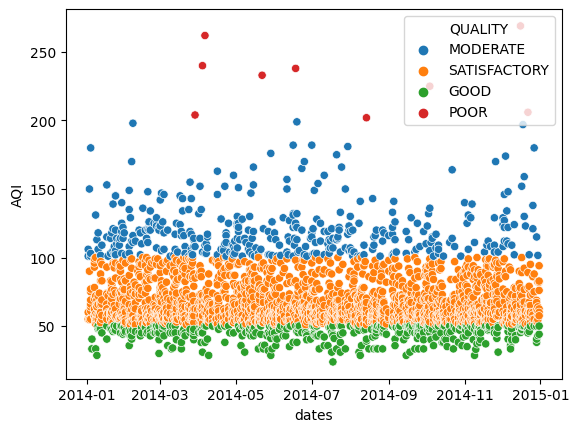 QUALITY
MODERATE
SATISFACTORY
GOOD
POOR
250
200
150
100
50
AQI
2014-01 2014-03 2014-05 2014-07 2014-09 2014-11 2015-01
dates